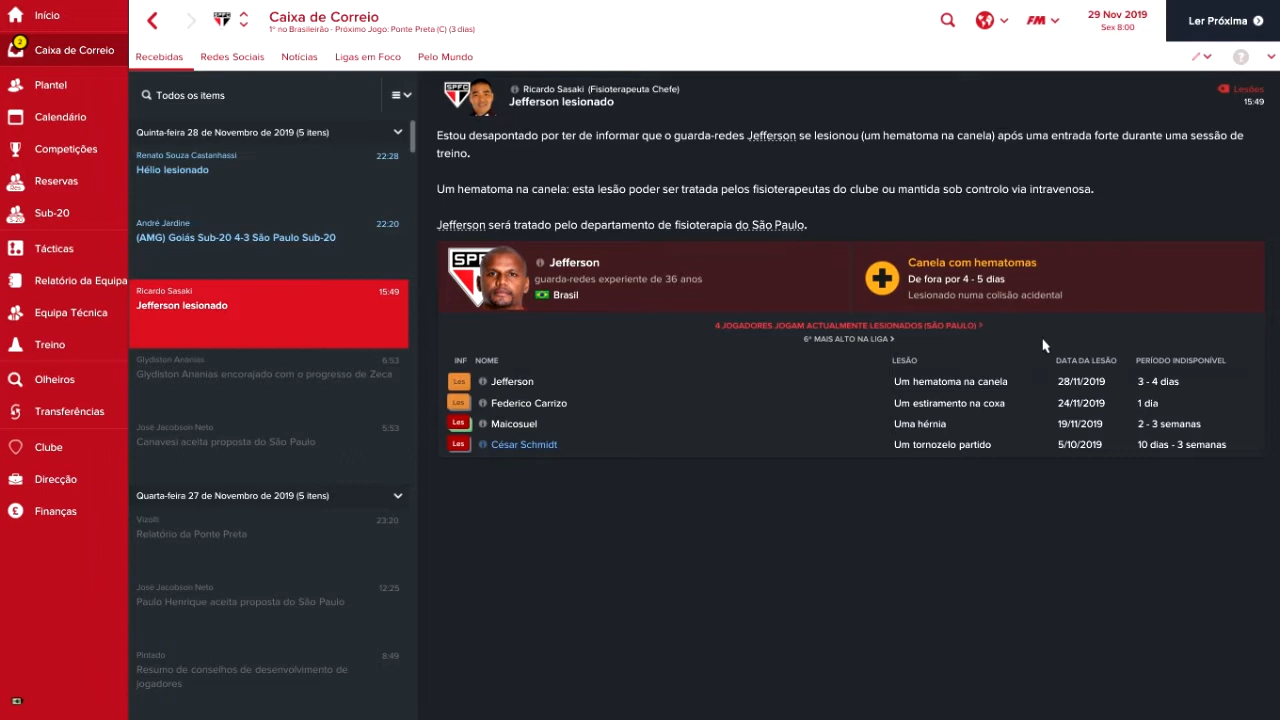 Início
2
Caixa de Correio
Plantel
Calendário
Competições
Reservas
Sub-20
Tácticas
Relatório da Equipa
Equipa Técnica
Treino
Olheiros
Transferências
Clube
Direcção
Finanças
SPFC
Caixa de Correio
1º no Brasileirão - Próximo Jogo: Ponte Preta (C) (3 dias)
FM
29 Nov 2019
Sex 8:00
Ler Próxima
Recebidas
Redes Sociais
Notícias
Ligas em Foco
Pelo Mundo
?
Todos os itens
Quinta-feira 28 de Novembro de 2019 (5 itens)
Renato Souza Castanhassi 22:28
Hélio lesionado
André Jardine 22:20
(AMG) Goiás Sub-20 4-3 São Paulo Sub-20
Ricardo Sasaki 15:49
Jefferson lesionado
Glydiston Ananias 6:53
Glydiston Ananias encorajado com o progresso de Zeca
José Jacobson Neto 5:53
Canavesi aceita proposta do São Paulo
Quarta-feira 27 de Novembro de 2019 (5 itens)
Vizolli 23:20
Relatório da Ponte Preta
José Jacobson Neto 12:25
Paulo Henrique aceita proposta do São Paulo
Pintado 8:49
Resumo de conselhos de desenvolvimento de
jogadores
SPFC
Ricardo Sasaki (Fisioterapeuta Chefe)
Jefferson lesionado
Lesões
15:49
Estou desapontado por ter de informar que o guarda-redes Jefferson se lesionou (um hematoma na canela) após uma entrada forte durante uma sessão de
treino.
Um hematoma na canela: esta lesão poder ser tratada pelos fisioterapeutas do clube ou mantida sob controlo via intravenosa.
Jefferson será tratado pelo departamento de fisioterapia do São Paulo.
Jefferson
guarda-redes experiente de 36 anos
Brasil
Canela com hematomas
De fora por 4 - 5 dias
Lesionado numa colisão acidental
4 JOGADORES JOGAM ACTUALMENTE LESIONADOS (SÃO PAULO) >
6º MAIS ALTO NA LIGA >
INF NOME LESÃO DATA DA LESÃO PERÍODO INDISPONÍVEL
Les Jefferson Um hematoma na canela 28/11/2019 3 - 4 dias
Les Federico Carrizo Um estiramento na coxa 24/11/2019 1 dia
Les Maicosuel Uma hérnia 19/11/2019 2 - 3 semanas
Les César Schmidt Um tornozelo partido 5/10/2019 10 dias - 3 semanas